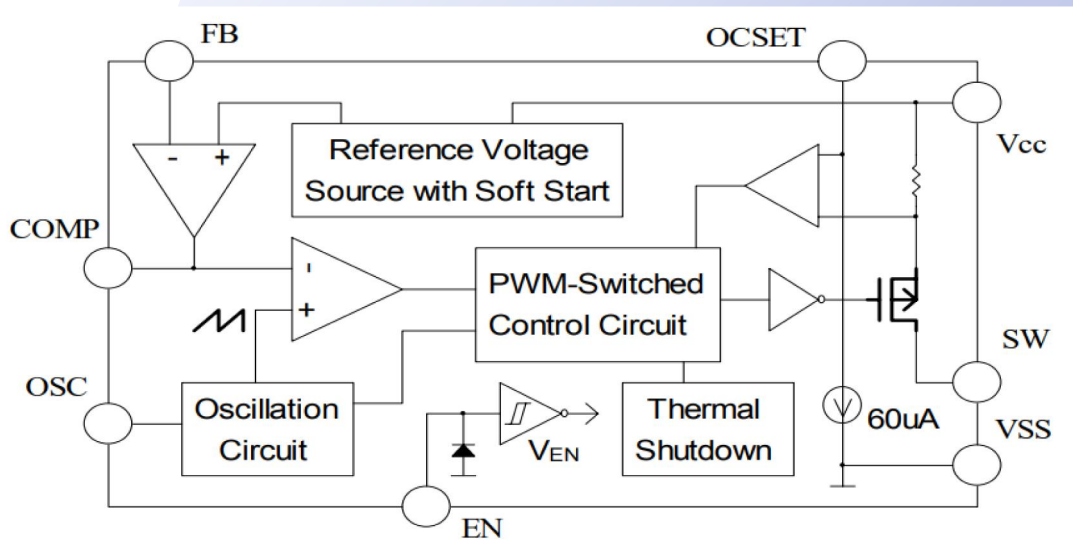 FB
OCSET
Vcc
- +
Reference Voltage
Source with Soft Start
COMP
-
+
PWM-Switched
Control Circuit
SW
OSC
Oscillation
Circuit
VEN
Thermal
Shutdown
60uA
VSS
EN